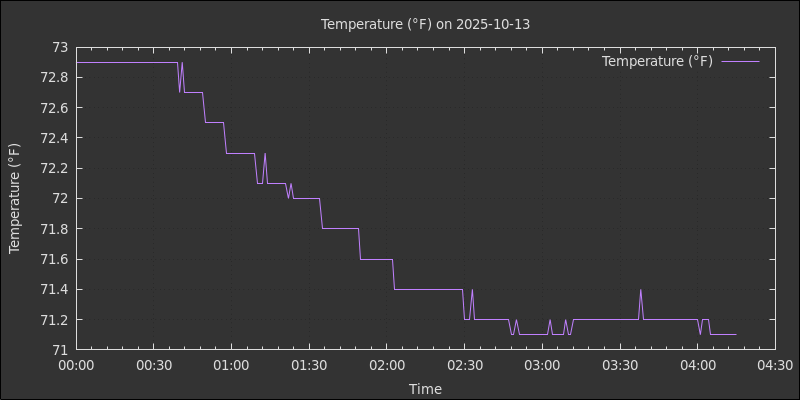 Temperature (°F) on 2025-10-13
Temperature (°F)
73
72.8
72.6
72.4
72.2
72
71.8
71.6
71.4
71.2
71
Temperature (°F)
00:00 00:30 01:00 01:30 02:00 02:30 03:00 03:30 04:00 04:30
Time